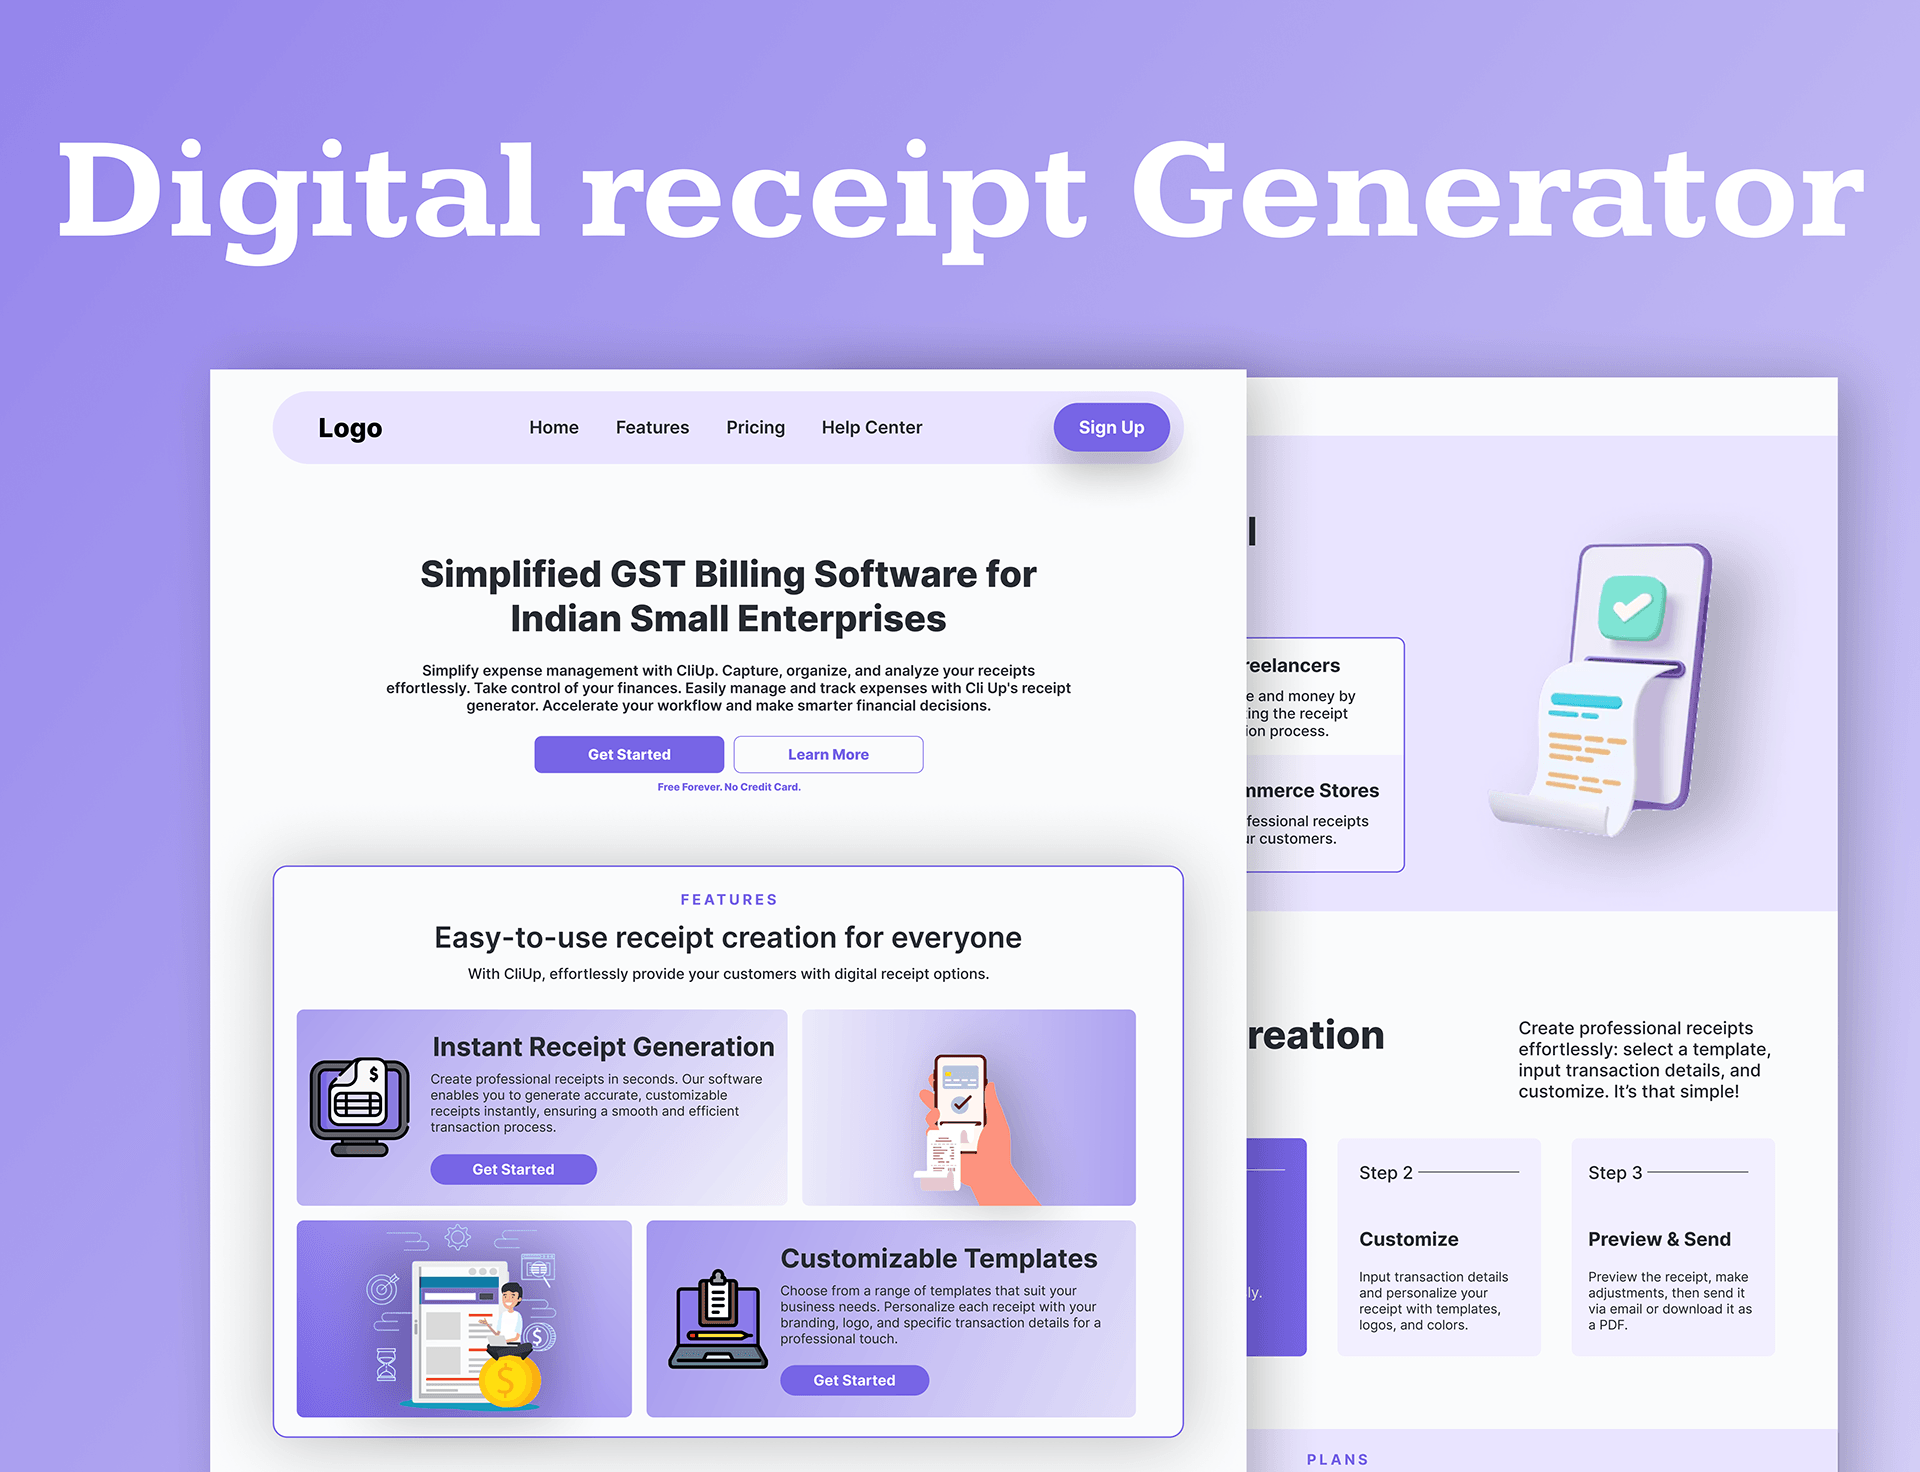 Digital receipt Generator
Logo
Home
Features
Pricing
Help Center
Sign Up
Simplified GST Billing Software for
Indian Small Enterprises
Simplify expense management with CliUp. Capture, organize, and analyze your receipts
effortlessly. Take control of your finances. Easily manage and track expenses with Cli Up's receipt
generator. Accelerate your workflow and make smarter financial decisions.
Get Started
Learn More
Free Forever. No Credit Card.
FEATURES
Easy-to-use receipt creation for everyone
With CliUp, effortlessly provide your customers with digital receipt options.
Instant Receipt Generation
Create professional receipts in seconds. Our software
enables you to generate accurate, customizable
receipts instantly, ensuring a smooth and efficient
transaction process.
Get Started
Customizable Templates
Choose from a range of templates that suit your
business needs. Personalize each receipt with your
branding, logo, and specific transaction details for a
professional touch.
Get Started
l
reelancers
e and money by
ting the receipt
ion process.
mmerce Stores
fessional receipts
ur customers.
reation
Create professional receipts
effortlessly: select a template,
input transaction details, and
customize. It’s that simple!
ly.
Step 2
Customize
Input transaction details
and personalize your
receipt with templates,
logos, and colors.
Step 3
Preview & Send
Preview the receipt, make
adjustments, then send it
via email or download it as
a PDF.
PLANS